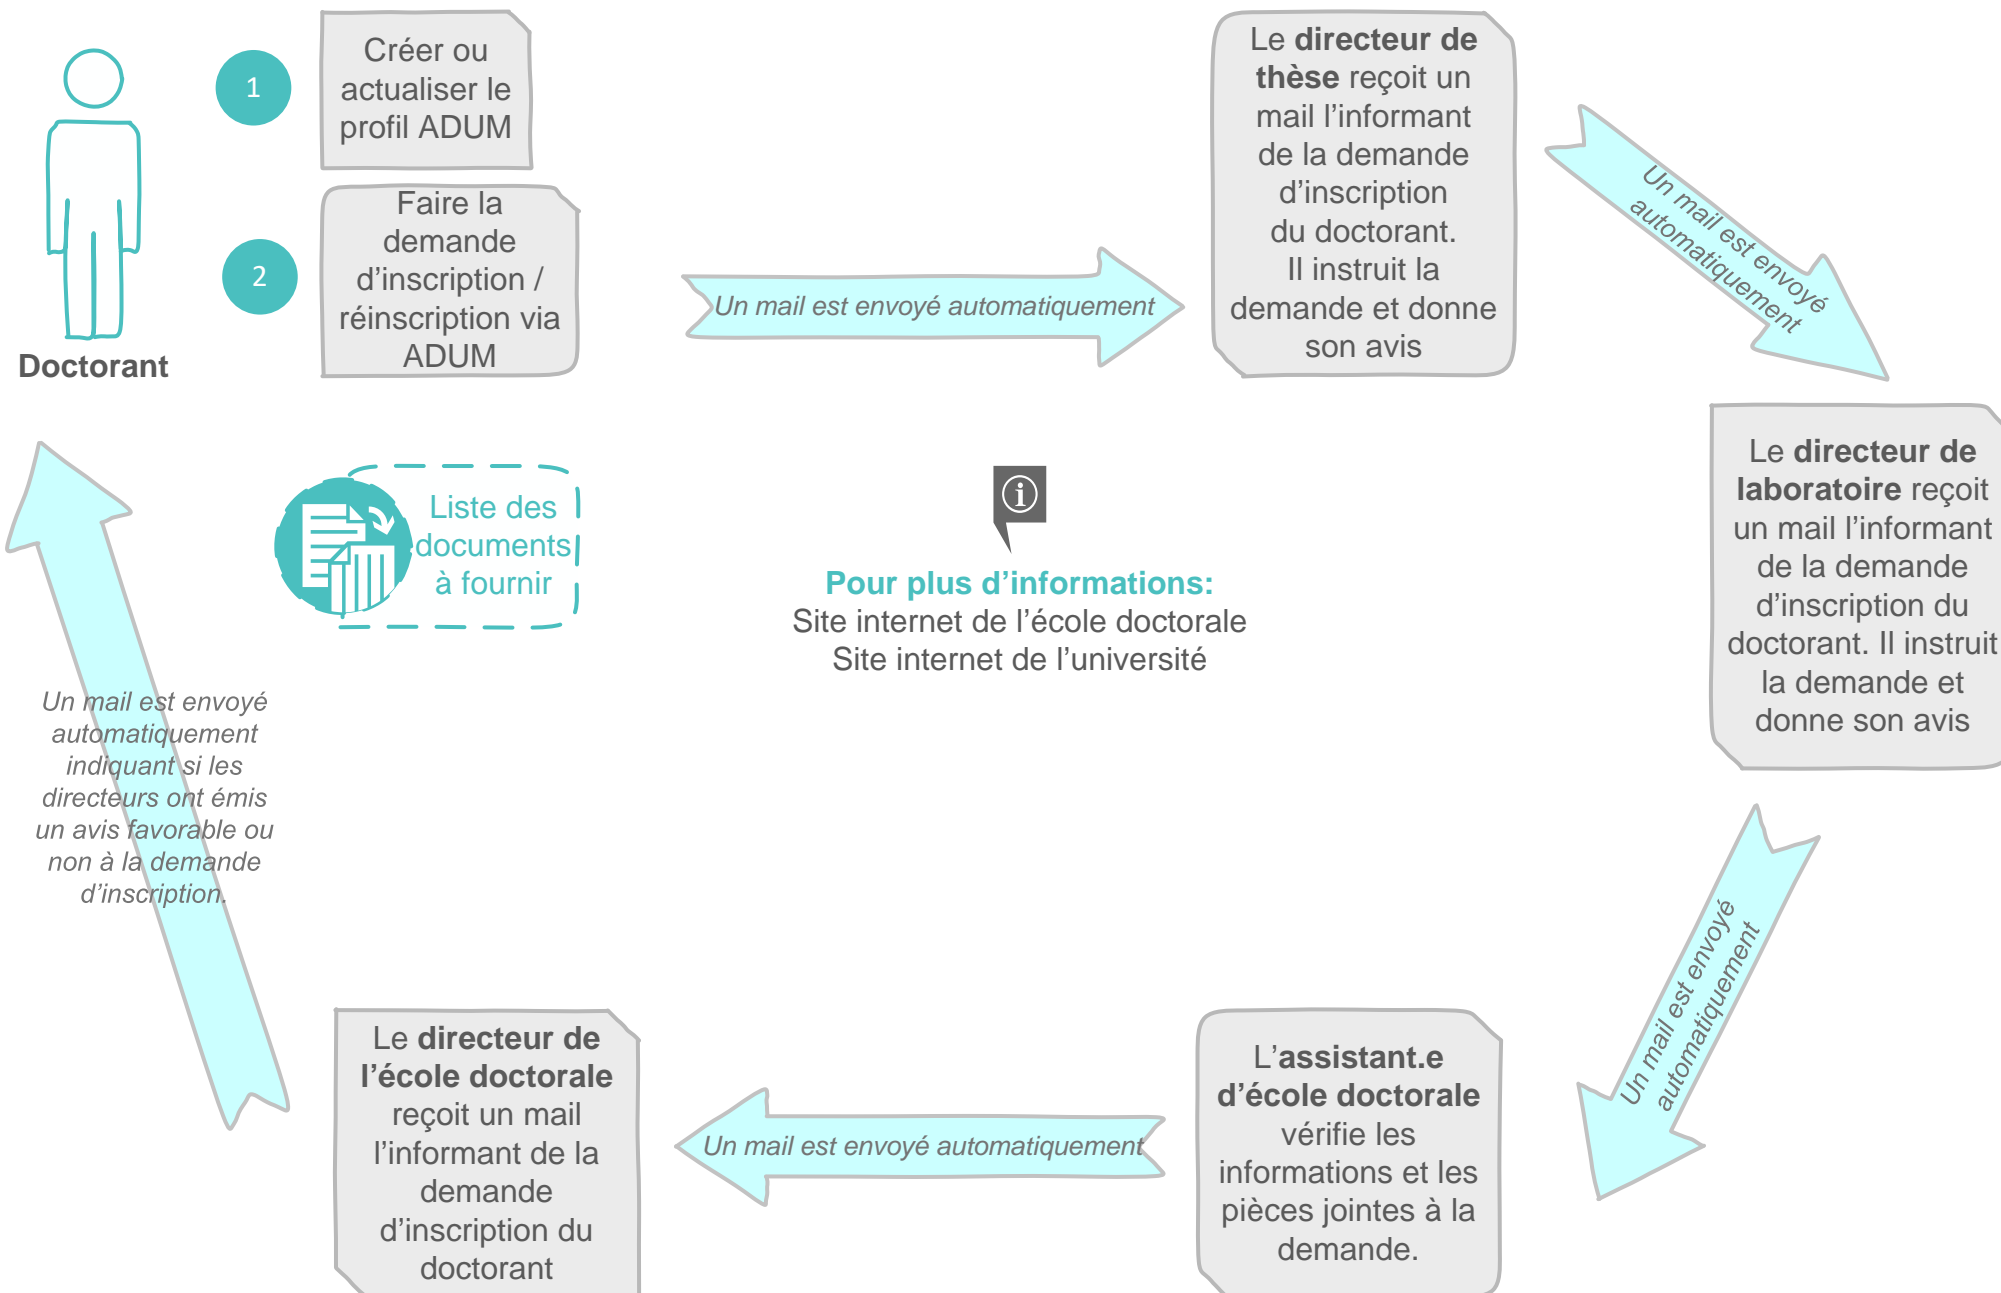 1
Créer ou
actualiser le
profil ADUM
2
Faire la
demande
d’inscription /
réinscription via
ADUM
Doctorant
Un mail est envoyé automatiquement
Le directeur de
thèse reçoit un
mail l’informant
de la demande
d’inscription
du doctorant.
Il instruit la
demande et donne
son avis
Un mail est envoyé
automatiquement
Le directeur de
laboratoire reçoit
un mail l’informant
de la demande
d’inscription du
doctorant. Il instruit
la demande et
donne son avis
Liste des
documents
à fournir
i
Pour plus d’informations:
Site internet de l’école doctorale
Site internet de l’université
Un mail est envoyé
automatiquement
L’assistant.e
d’école doctorale
vérifie les
informations et les
pièces jointes à la
demande.
Un mail est envoyé automatiquement
Le directeur de
l’école doctorale
reçoit un mail
l’informant de la
demande
d’inscription du
doctorant
Un mail est envoyé
automatiquement
indiquant si les
directeurs ont émis
un avis favorable ou
non à la demande
d’inscription.